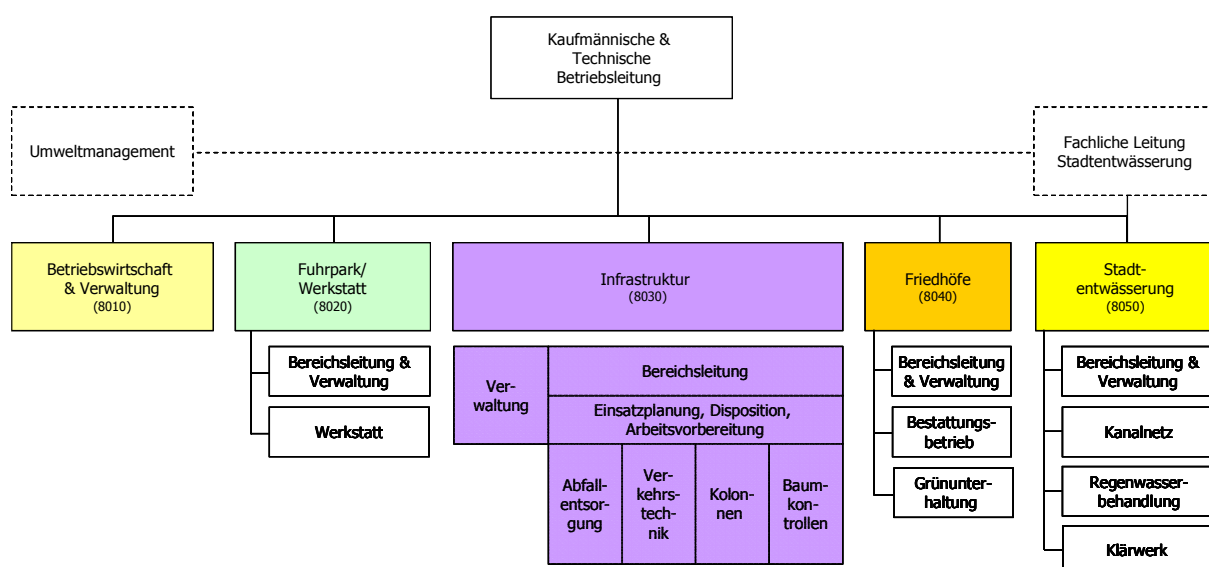 Kaufmännische &
Technische
Betriebsleitung
Umweltmanagement
Fachliche Leitung
Stadtentwässerung
Betriebswirtschaft
& Verwaltung
(8010)
Fuhrpark/
Werkstatt
(8020)
Infrastruktur
(8030)
Friedhöfe
(8040)
Stadt-
entwässerung
(8050)
Bereichsleitung &
Verwaltung
Werkstatt
Ver-
waltung
Bereichsleitung
Einsatzplanung, Disposition,
Arbeitsvorbereitung
Abfall-
entsor-
gung
Ver-
kehrs-
tech-
nik
Kolon-
nen
Baum-
kon-
trollen
Bereichsleitung
& Verwaltung
Bestattungs-
betrieb
Grünunter-
haltung
Bereichsleitung &
Verwaltung
Kanalnetz
Regenwasser-
behandlung
Klärwerk